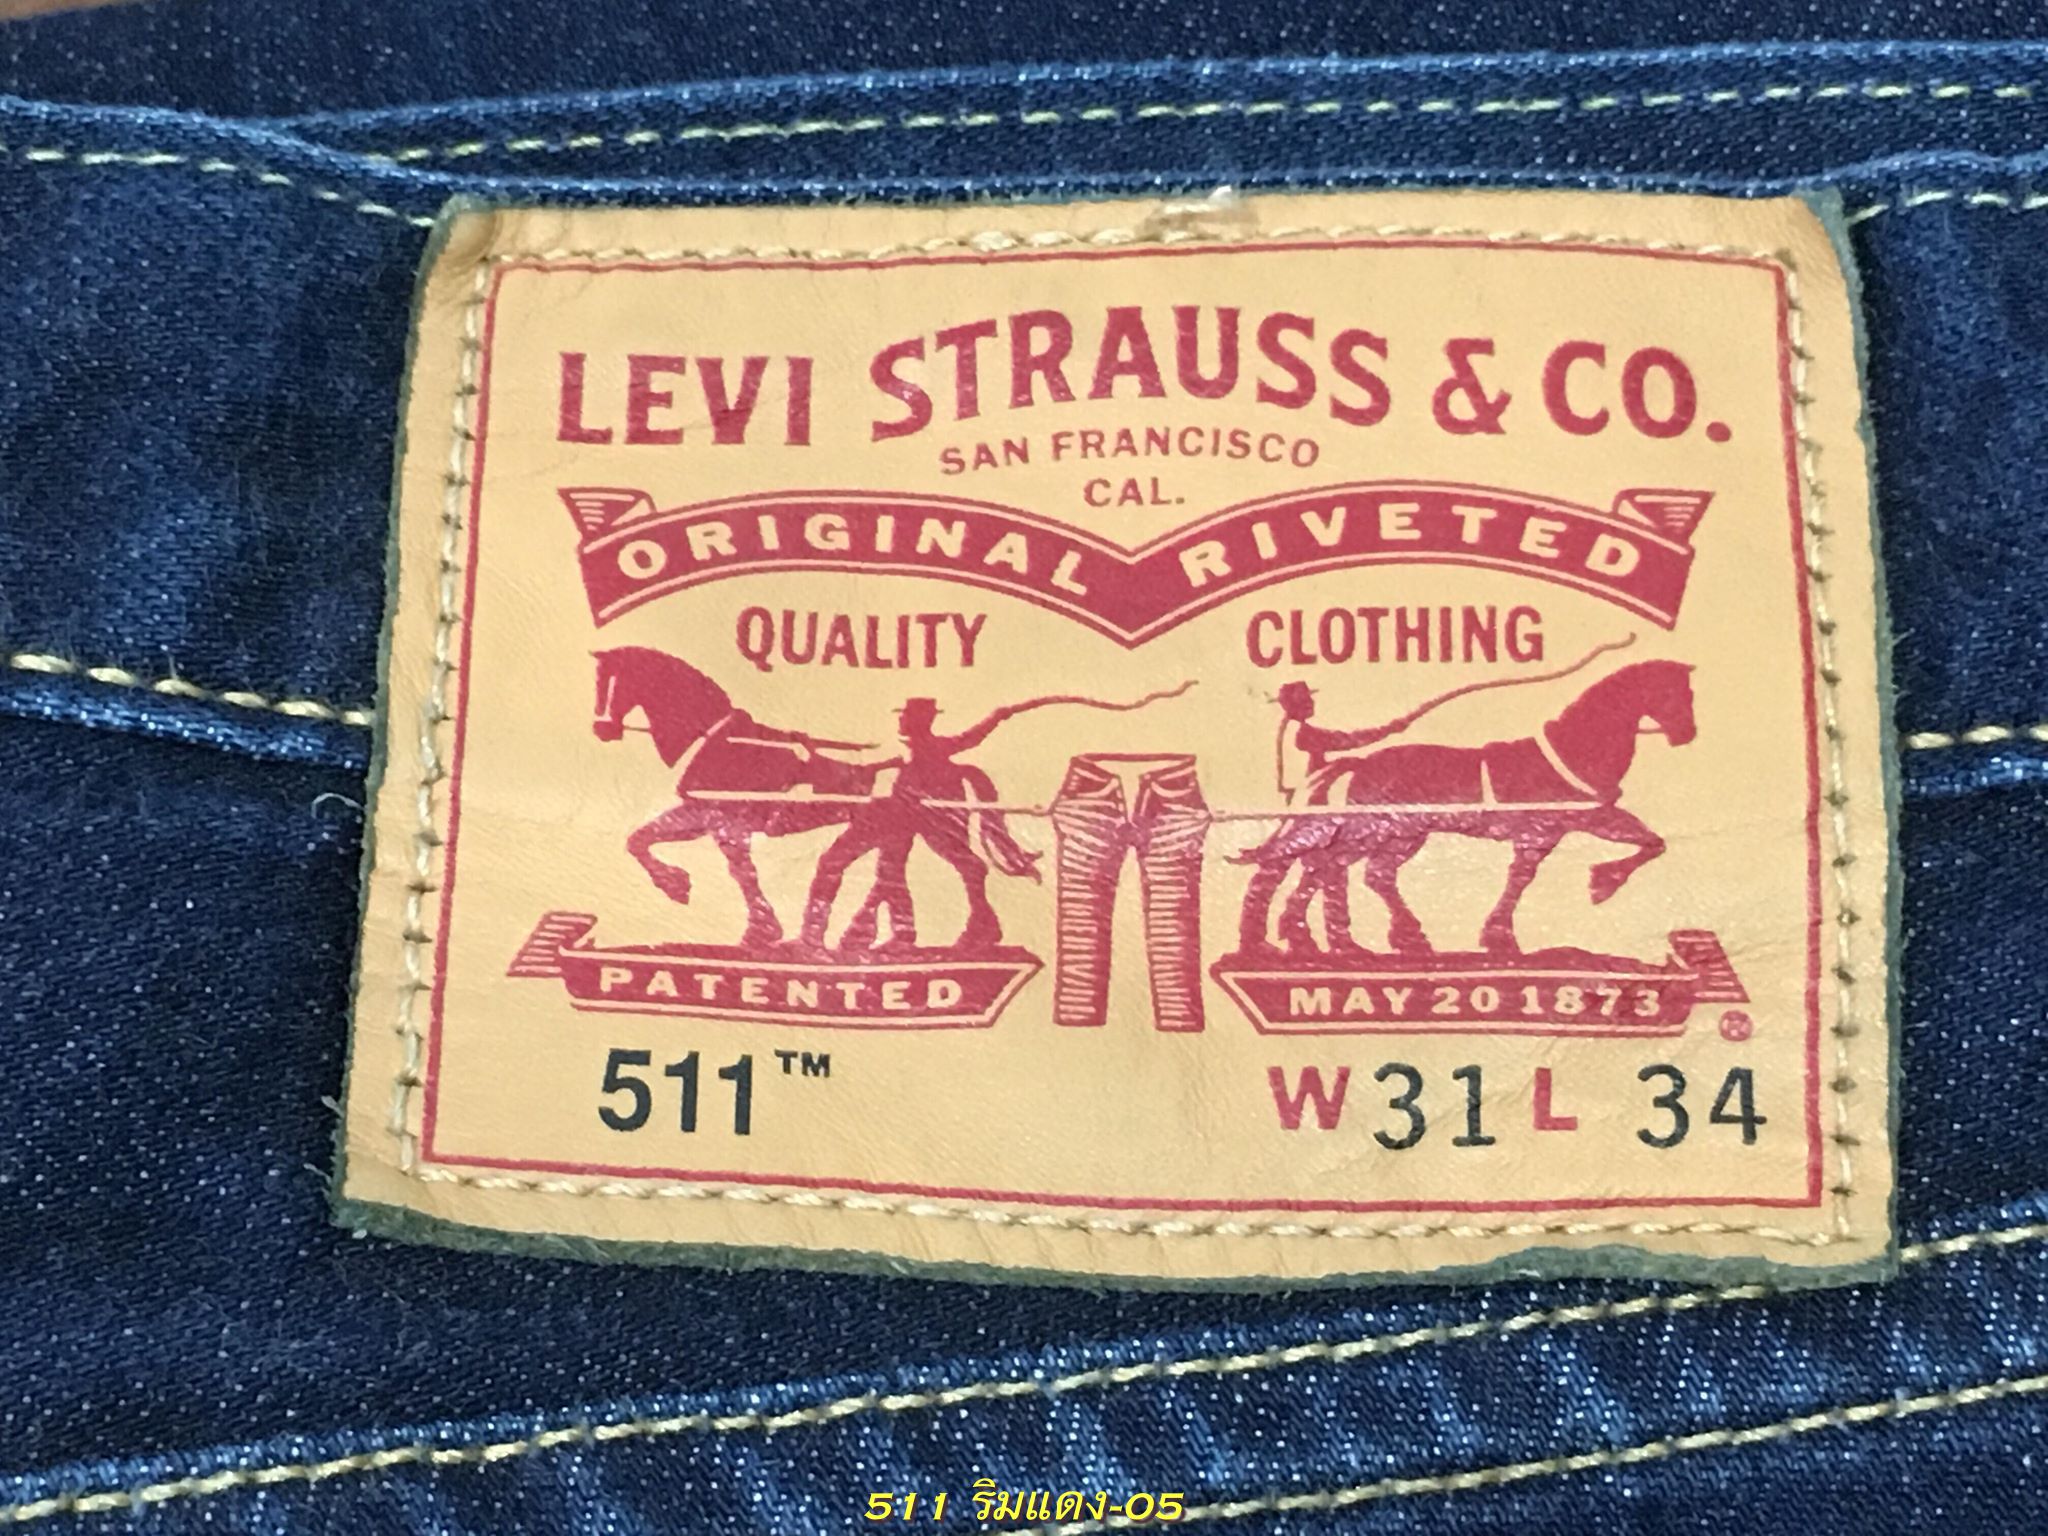 LEVI STRAUSS & CO.
SAN FRANCISCO
CAL.
ORIGINAL RIVETED
QUALITY CLOTHING
PATENTED MAY 20 1873 ®
511™ W 31 L 34
511 ริมแดง-05